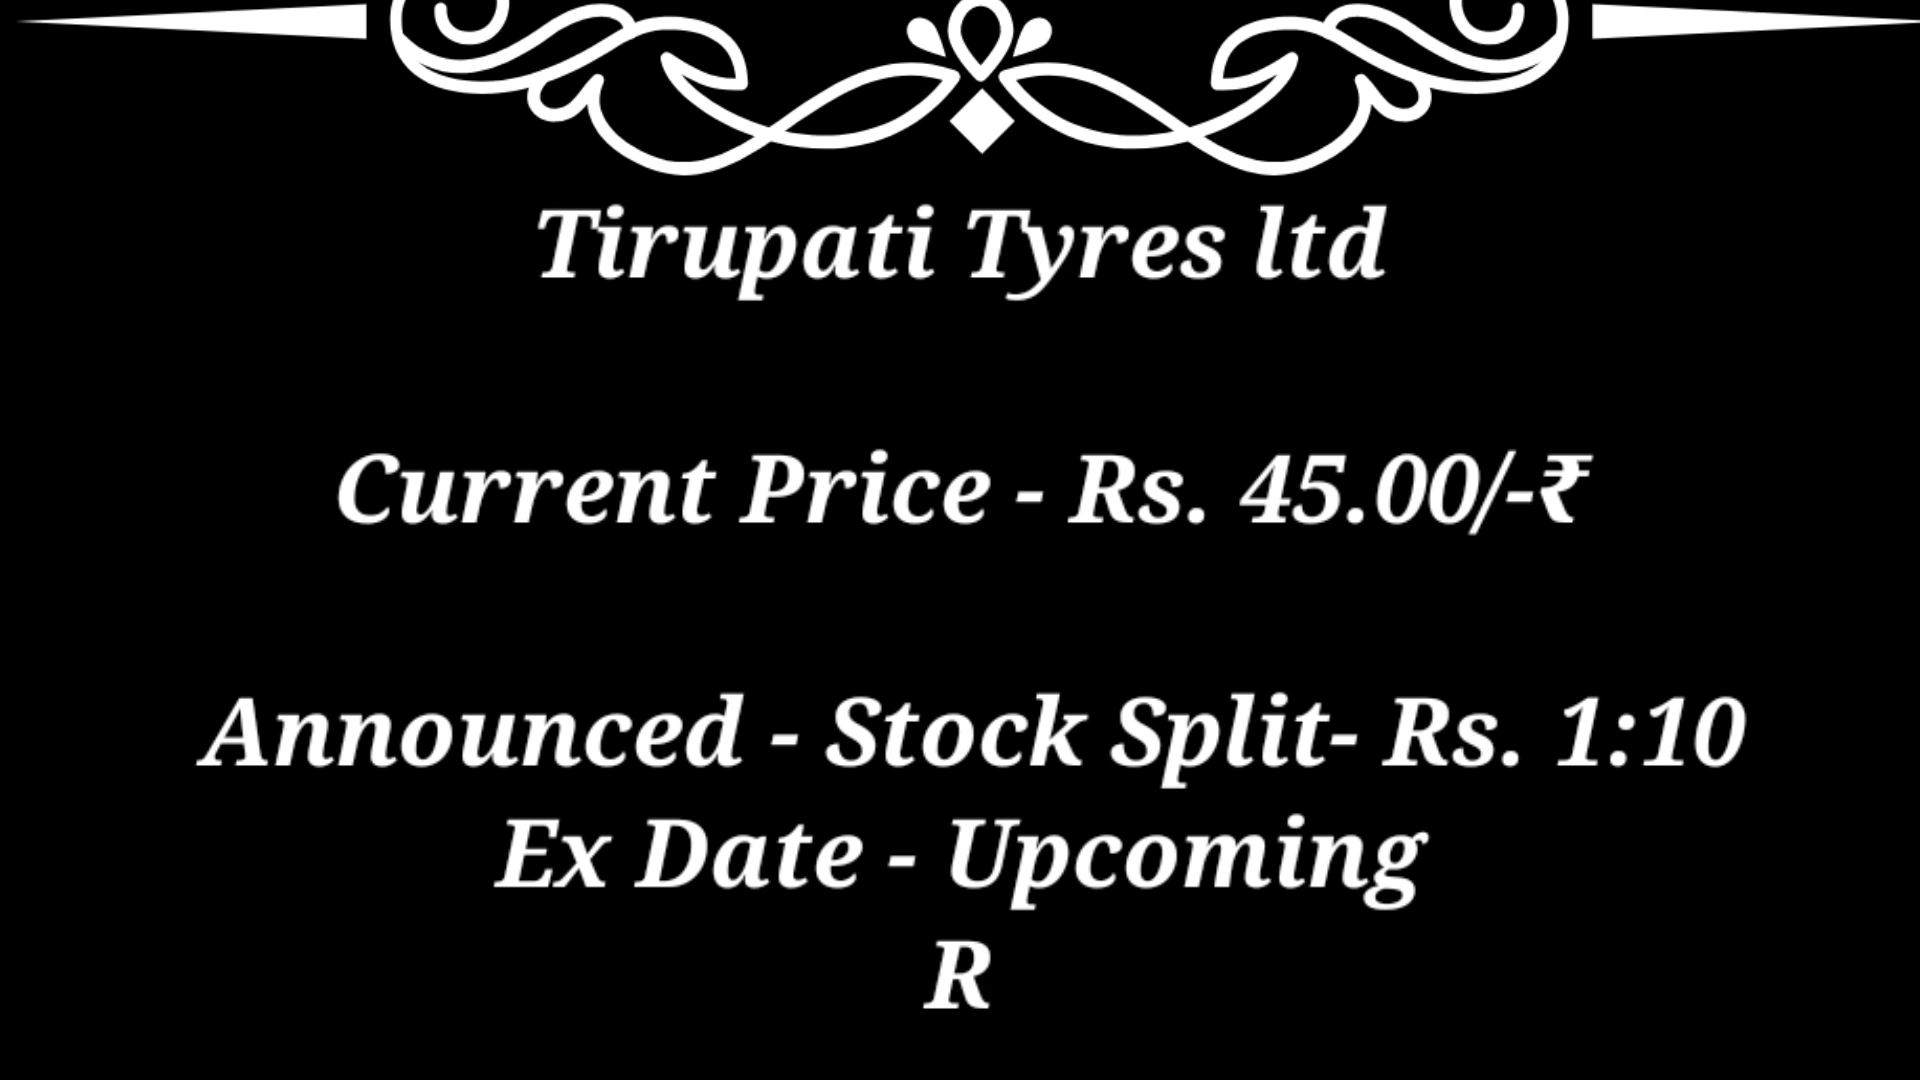 Tirupati Tyres ltd
Current Price - Rs. 45.00/-₹
Announced - Stock Split- Rs. 1:10
Ex Date - Upcoming
R